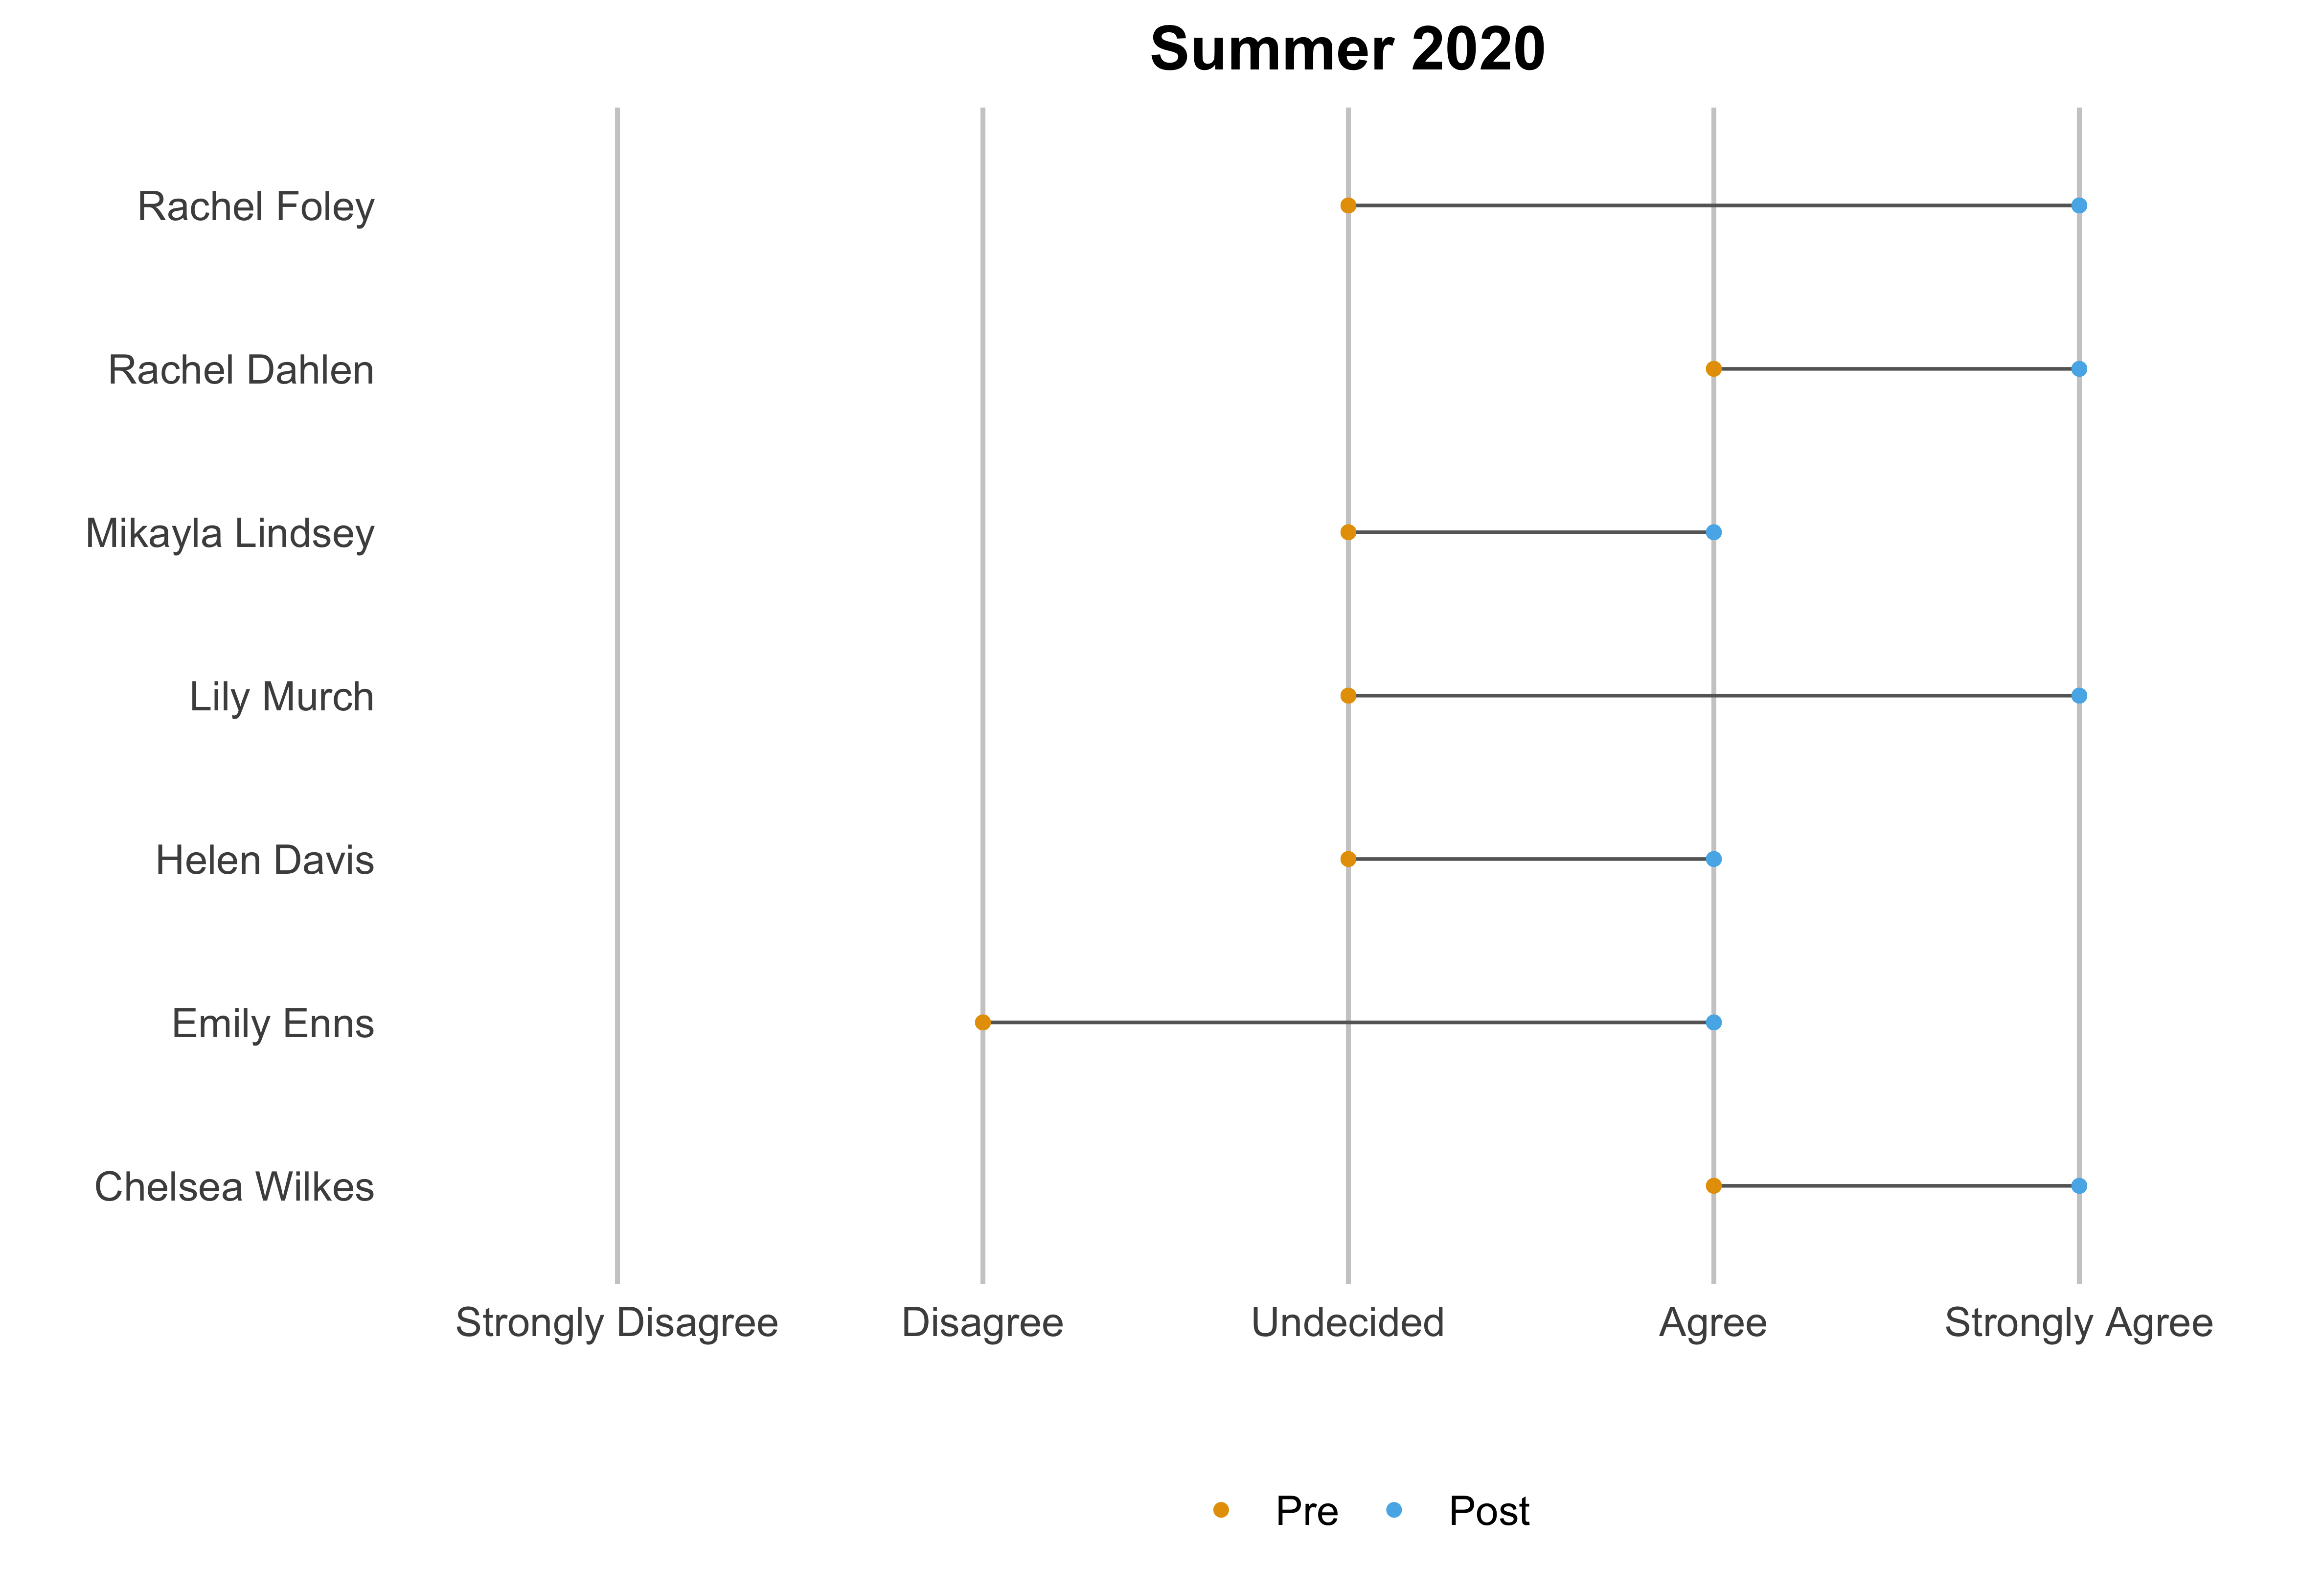 Summer 2020
Rachel Foley
Rachel Dahlen
Mikayla Lindsey
Lily Murch
Helen Davis
Emily Enns
Chelsea Wilkes
Strongly Disagree Disagree Undecided Agree Strongly Agree
Pre Post